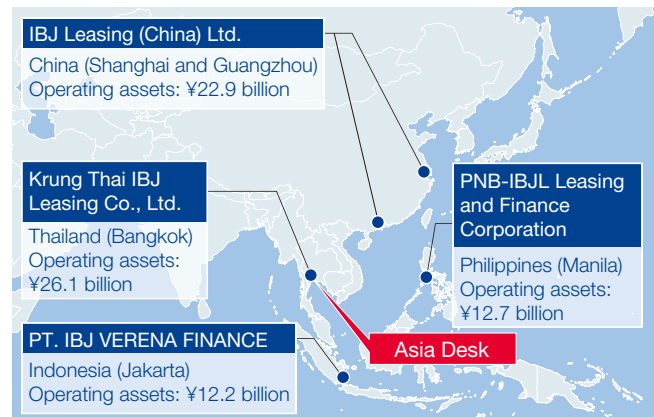 IBJ Leasing (China) Ltd.
China (Shanghai and Guangzhou)
Operating assets: ¥22.9 billion
Krung Thai IBJ
Leasing Co., Ltd.
Thailand (Bangkok)
Operating assets:
¥26.1 billion
PNB-IBJL Leasing
and Finance
Corporation
Philippines (Manila)
Operating assets:
¥12.7 billion
Asia Desk
PT. IBJ VERENA FINANCE
Indonesia (Jakarta)
Operating assets: ¥12.2 billion